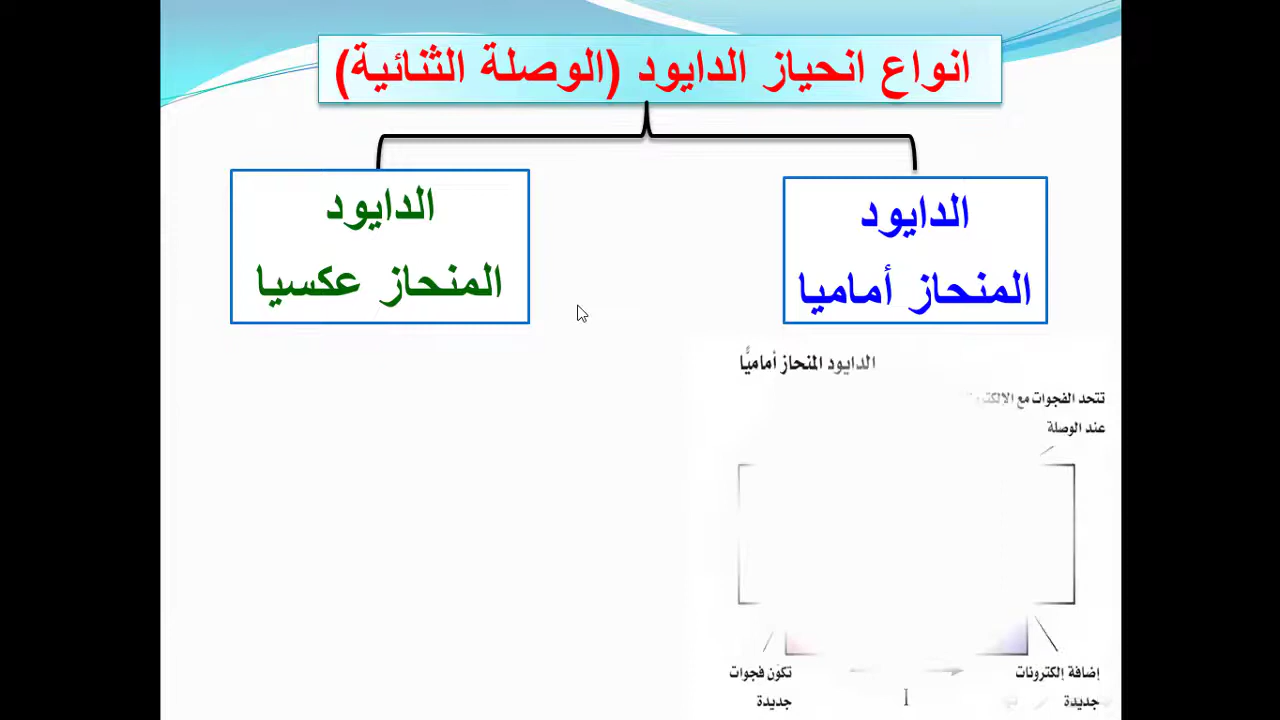 انواع انحياز الدايود (الوصلة الثنائية)
الدايود
المنحاز أماميا
الدايود
المنحاز عكسيا
الدايود المنحاز أماميًّا
تتحد الفجوات مع
عند الوصلة
إضافة إلكترونات
جديدة
تكوّن فجوات
جديدة